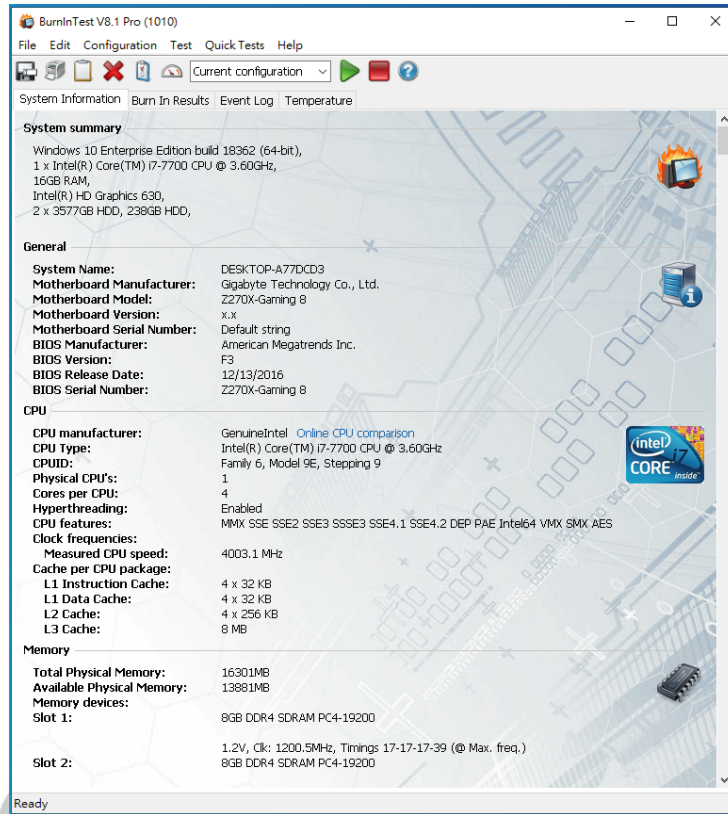 BurnInTest V8.1 Pro (1010)
File Edit Configuration Test Quick Tests Help
Current configuration
System Information Burn In Results Event Log Temperature
System summary
Windows 10 Enterprise Edition build 18362 (64-bit),
1 x Intel(R) Core(TM) i7-7700 CPU @ 3.60GHz,
16GB RAM,
Intel(R) HD Graphics 630,
2 x 3577GB HDD, 238GB HDD,
General
System Name: DESKTOP-A77DCD3
Motherboard Manufacturer: Gigabyte Technology Co., Ltd.
Motherboard Model: Z270X-Gaming 8
Motherboard Version: x.x
Motherboard Serial Number: Default string
BIOS Manufacturer: American Megatrends Inc.
BIOS Version: F3
BIOS Release Date: 12/13/2016
BIOS Serial Number: Z270X-Gaming 8
CPU
CPU manufacturer: GenuineIntel Online CPU comparison
CPU Type: Intel(R) Core(TM) i7-7700 CPU @ 3.60GHz
CPUID: Family 6, Model 9E, Stepping 9
Physical CPU's: 1
Cores per CPU: 4
Hyperthreading: Enabled
CPU features: MMX SSE SSE2 SSE3 SSSE3 SSE4.1 SSE4.2 DEP PAE Intel64 VMX SMX AES
Clock frequencies:
Measured CPU speed: 4003.1 MHz
Cache per CPU package:
L1 Instruction Cache: 4 x 32 KB
L1 Data Cache: 4 x 32 KB
L2 Cache: 4 x 256 KB
L3 Cache: 8 MB
(intel) i7
CORE inside™
Memory
Total Physical Memory: 16301MB
Available Physical Memory: 13881MB
Memory devices:
Slot 1: 8GB DDR4 SDRAM PC4-19200
1.2V, Clk: 1200.5MHz, Timings 17-17-17-39 (@ Max. freq.)
Slot 2: 8GB DDR4 SDRAM PC4-19200
Ready